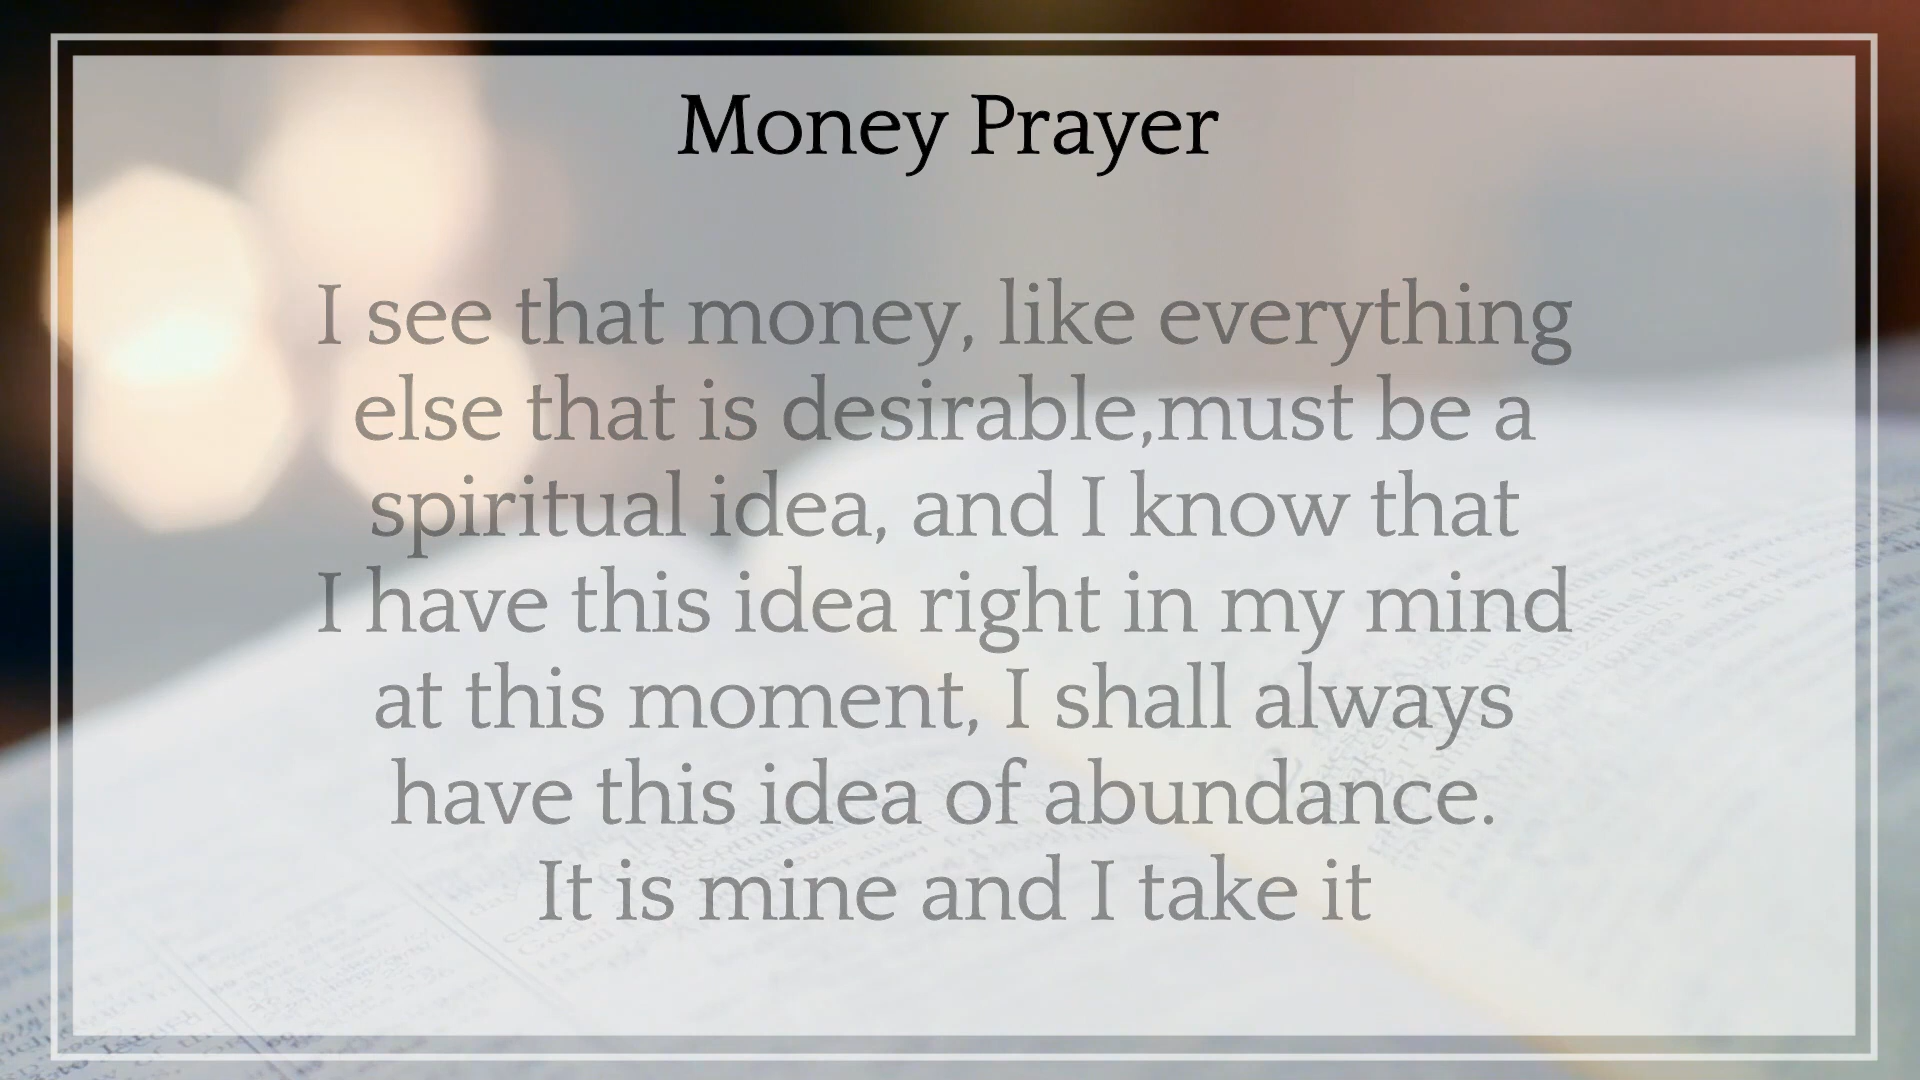 Money Prayer
I see that money, like everything
else that is desirable,must be a
spiritual idea, and I know that
I have this idea right in my mind
at this moment, I shall always
have this idea of abundance.
It is mine and I take it